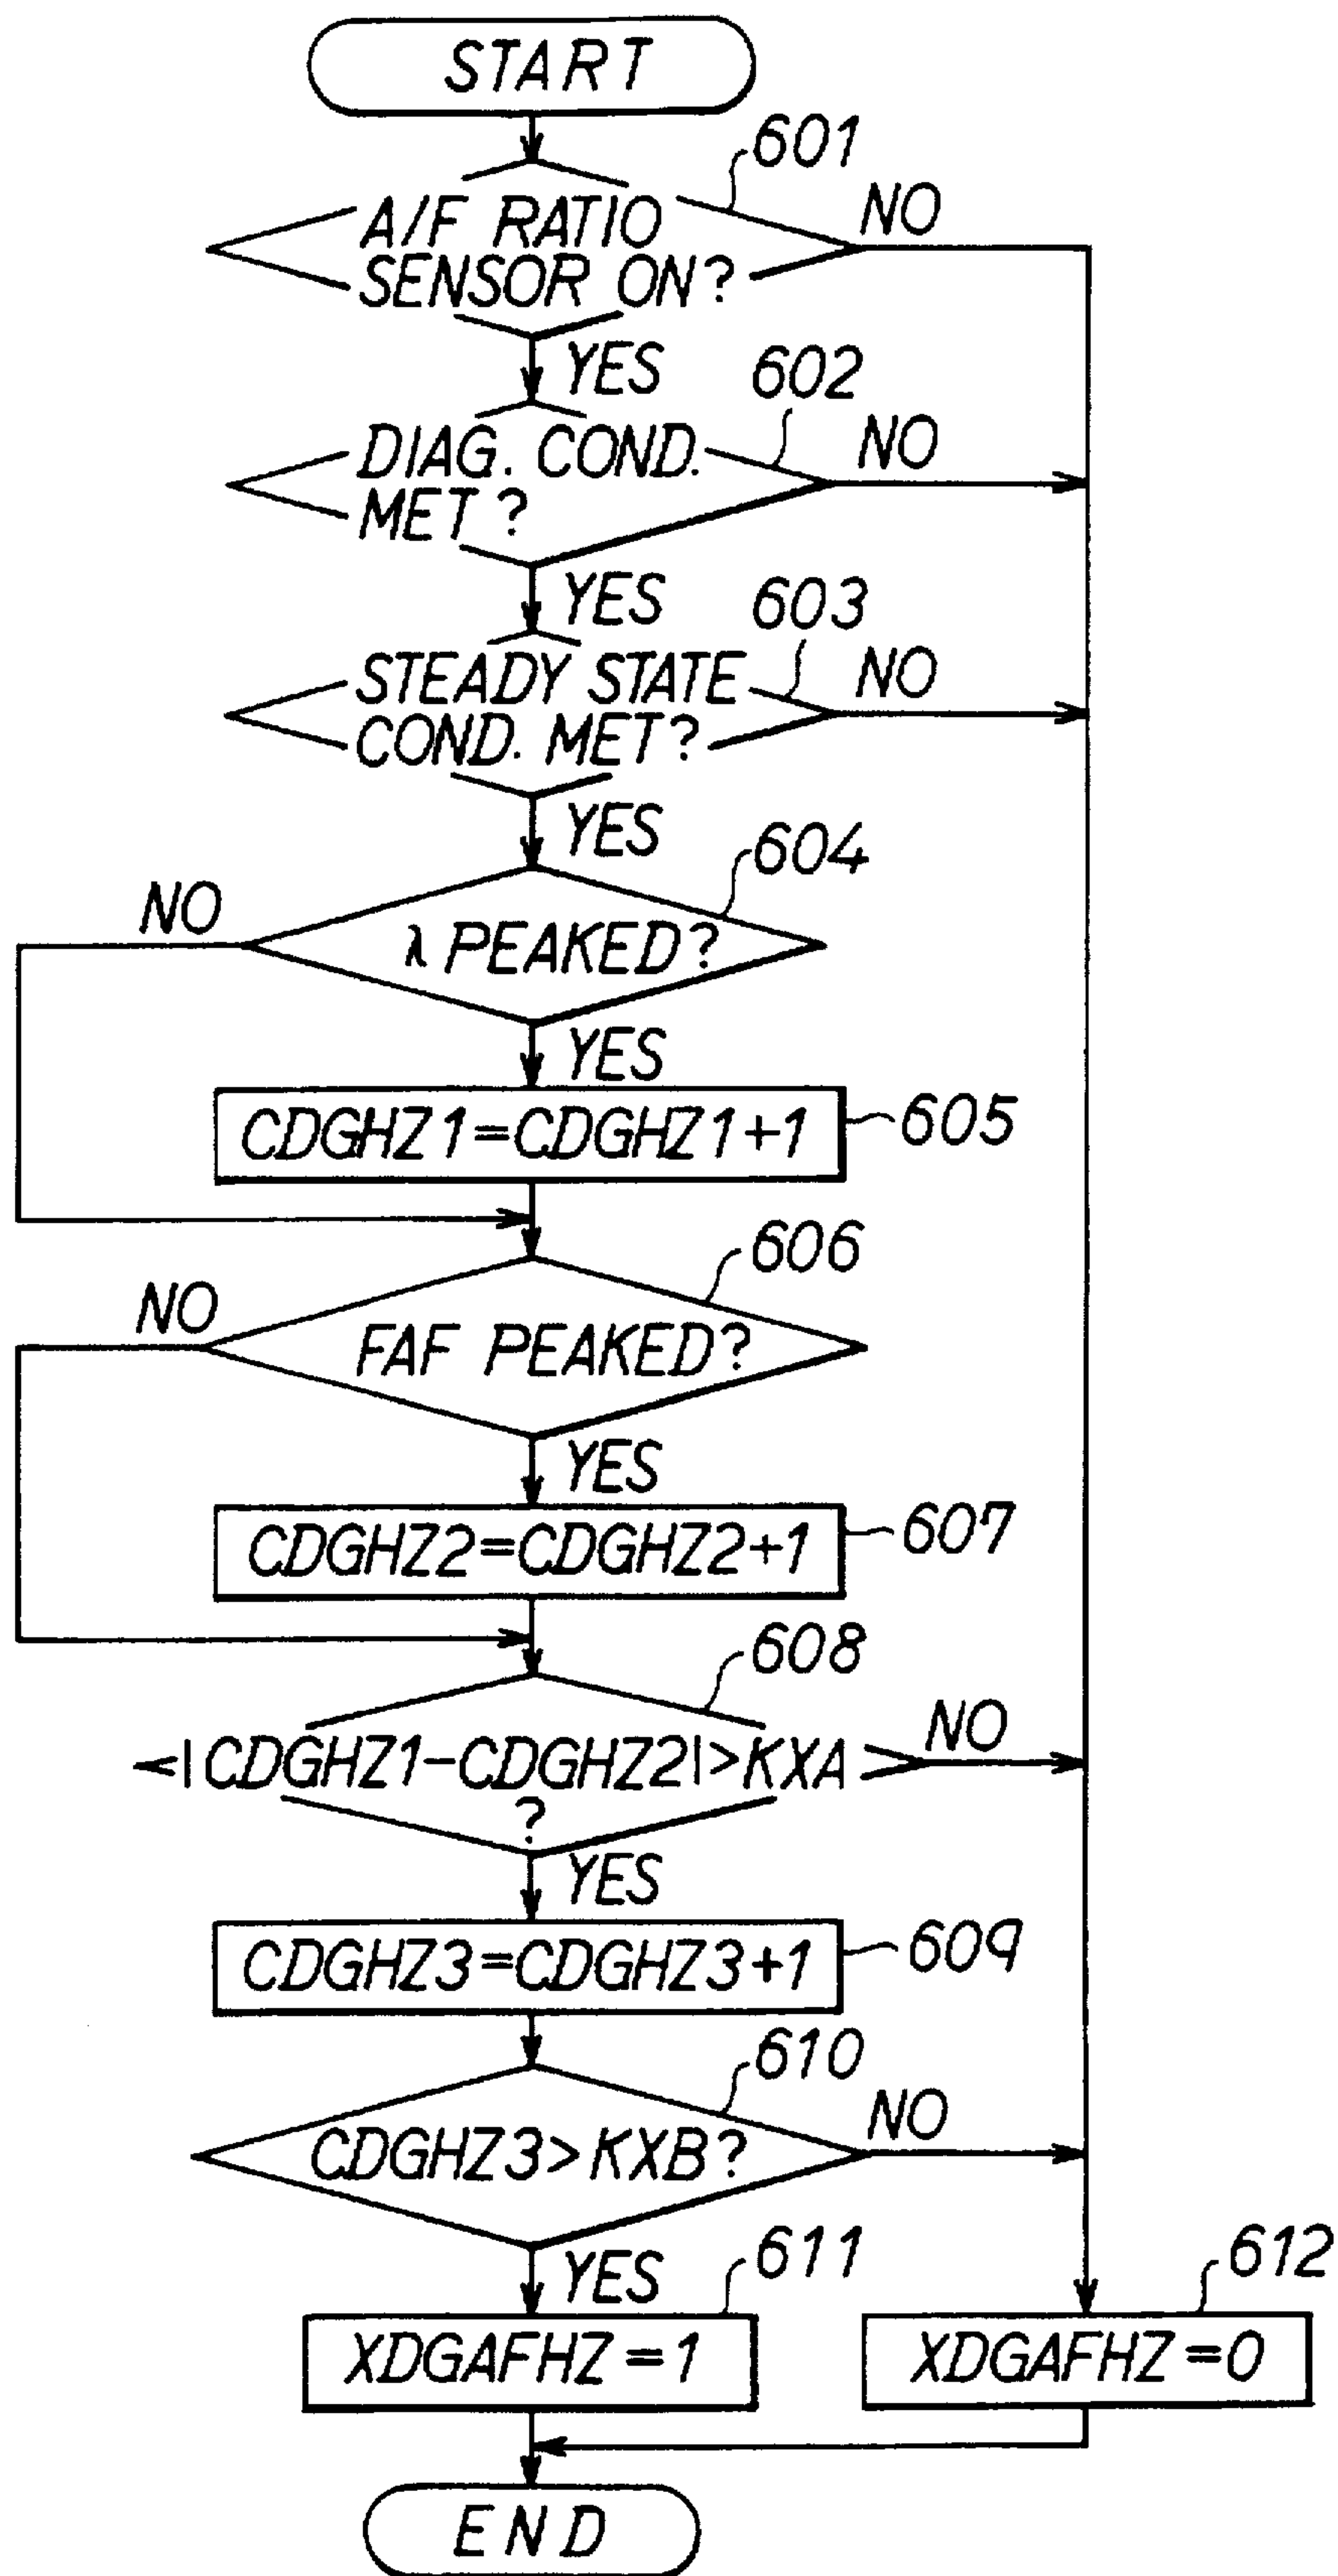 START
601
A/F RATIO
SENSOR ON?
NO
YES
602
DIAG. COND.
MET?
NO
YES
603
STEADY STATE
COND. MET?
NO
YES
604
NO
λ PEAKED?
YES
CDGHZ1=CDGHZ1+1
605
606
NO
FAF PEAKED?
YES
CDGHZ2=CDGHZ2+1
607
608
|CDGHZ1-CDGHZ2|>KXA
?
NO
YES
CDGHZ3=CDGHZ3+1
609
610
CDGHZ3>KXB?
NO
YES
611
612
XDGAFHZ=1
XDGAFHZ=0
END